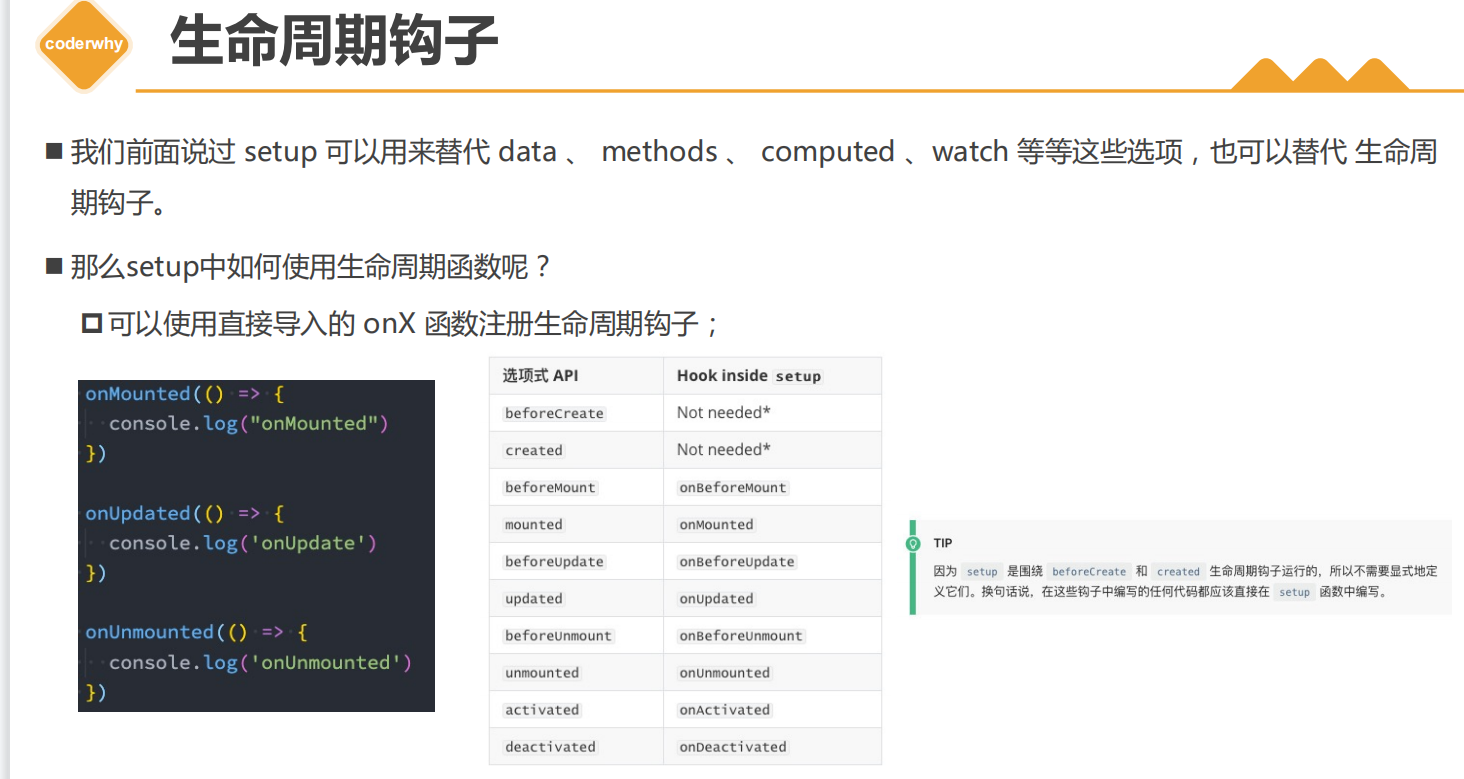 coderwhy
生命周期钩子
我们前面说过 setup 可以用来替代 data 、 methods 、 computed 、watch 等等这些选项，也可以替代 生命周
期钩子。
那么setup中如何使用生命周期函数呢？
可以使用直接导入的 onX 函数注册生命周期钩子；
onMounted(() => {
console.log("onMounted")
})
onUpdated(() => {
console.log('onUpdate')
})
onUnmounted(() => {
console.log('onUnmounted')
})
选项式 API Hook inside setup
beforeCreate Not needed*
created Not needed*
beforeMount onBeforeMount
mounted onMounted
beforeUpdate onBeforeUpdate
updated onUpdated
beforeUnmount onBeforeUnmount
unmounted onUnmounted
activated onActivated
deactivated onDeactivated
TIP
因为 setup 是围绕 beforeCreate 和 created 生命周期钩子运行的，所以不需要显式地定
义它们。换句话说，在这些钩子中编写的任何代码都应该直接在 setup 函数中编写。